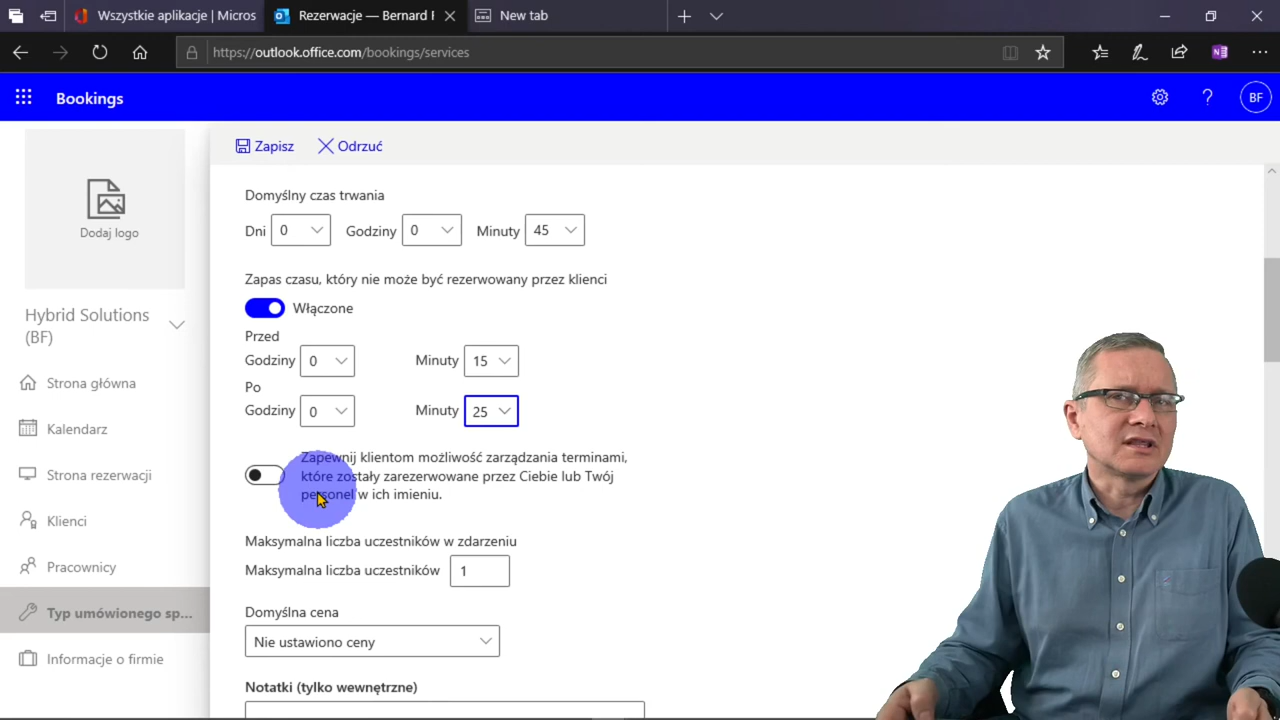 Wszystkie aplikacje | Micros
Rezerwacje — Bernard F
New tab
https://outlook.office.com/bookings/services
Bookings
BF
Zapisz
Odrzuć
Dodaj logo
Hybrid Solutions
(BF)
Strona główna
Kalendarz
Strona rezerwacji
Klienci
Pracownicy
Typ umówionego sp...
Informacje o firmie
Domyślny czas trwania
Dni 0 Godziny 0 Minuty 45
Zapas czasu, który nie może być rezerwowany przez klienci
Włączone
Przed
Godziny 0 Minuty 15
Po
Godziny 0 Minuty 25
Zapewnij klientom możliwość zarządzania terminami,
które zostały zarezerwowane przez Ciebie lub Twój
personel w ich imieniu.
Maksymalna liczba uczestników w zdarzeniu
Maksymalna liczba uczestników 1
Domyślna cena
Nie ustawiono ceny
Notatki (tylko wewnętrzne)